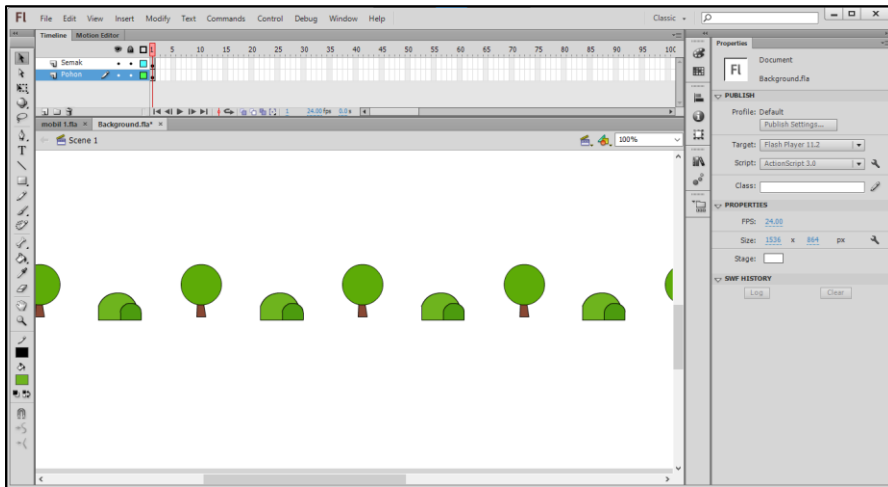 Fl File Edit View Insert Modify Text Commands Control Debug Window Help Classic
Timeline Motion Editor
1 5 10 15 20 25 30 35 40 45 50 55 60 65 70 75 80 85 90 95 100
Semak
Pohon
1 24.00 fps 0.0 s
mobil 1.fla × Background.fla* ×
Scene 1 100%
T
Properties
Fl Document
Background.fla
PUBLISH
Profile: Default
Publish Settings...
Target: Flash Player 11.2
Script: ActionScript 3.0
Class:
PROPERTIES
FPS: 24.00
Size: 1536 x 864 px
Stage:
SWF HISTORY
Log Clear